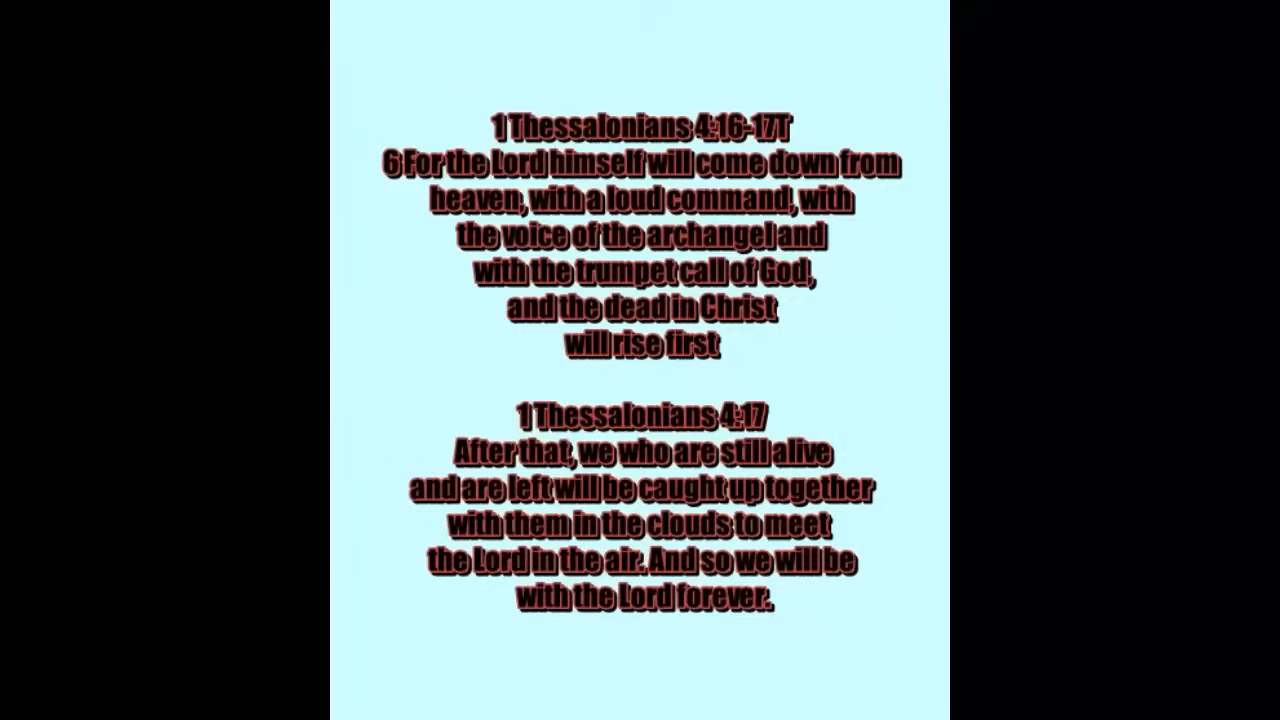 1 Thessalonians 4:16-17T
6 For the Lord himself will come down from
heaven, with a loud command, with
the voice of the archangel and
with the trumpet call of God,
and the dead in Christ
will rise first
1 Thessalonians 4:17
After that, we who are still alive
and are left will be caught up together
with them in the clouds to meet
the Lord in the air. And so we will be
with the Lord forever.